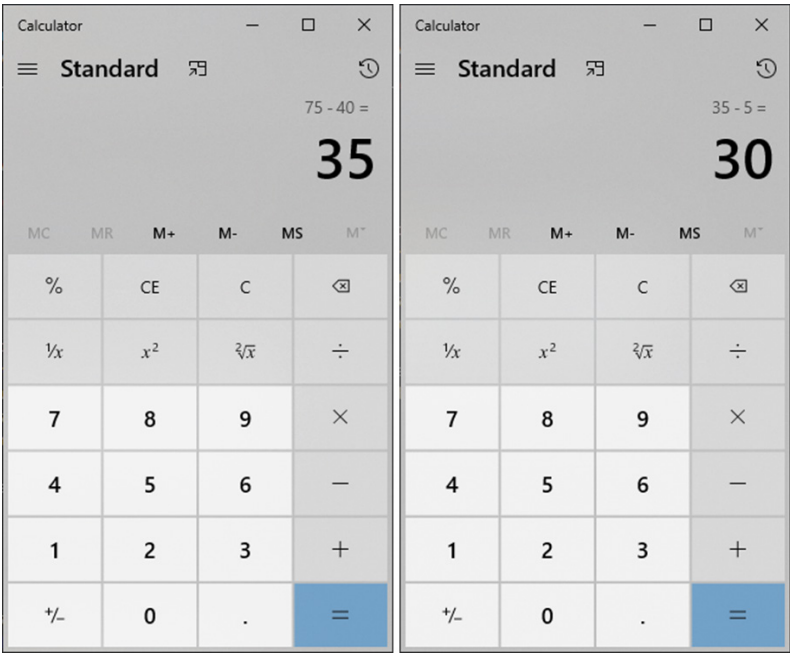 Calculator
Standard
75 - 40 =
35
MC MR M+ M- MS M˅
% CE C
⅟x x² ²√x ÷
7 8 9 ×
4 5 6 −
1 2 3 +
+/− 0 . =
Calculator
Standard
35 - 5 =
30
MC MR M+ M- MS M˅
% CE C
⅟x x² ²√x ÷
7 8 9 ×
4 5 6 −
1 2 3 +
+/− 0 . =